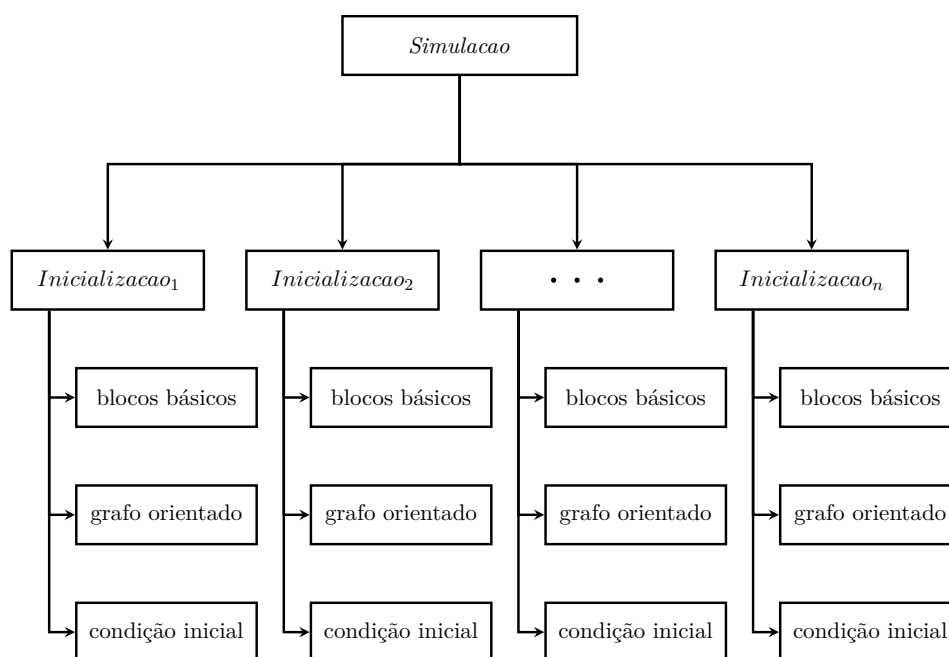 Simulacao
Inicializacao₁
Inicializacao₂
· · ·
Inicializacaoₙ
blocos básicos
blocos básicos
blocos básicos
blocos básicos
grafo orientado
grafo orientado
grafo orientado
grafo orientado
condição inicial
condição inicial
condição inicial
condição inicial